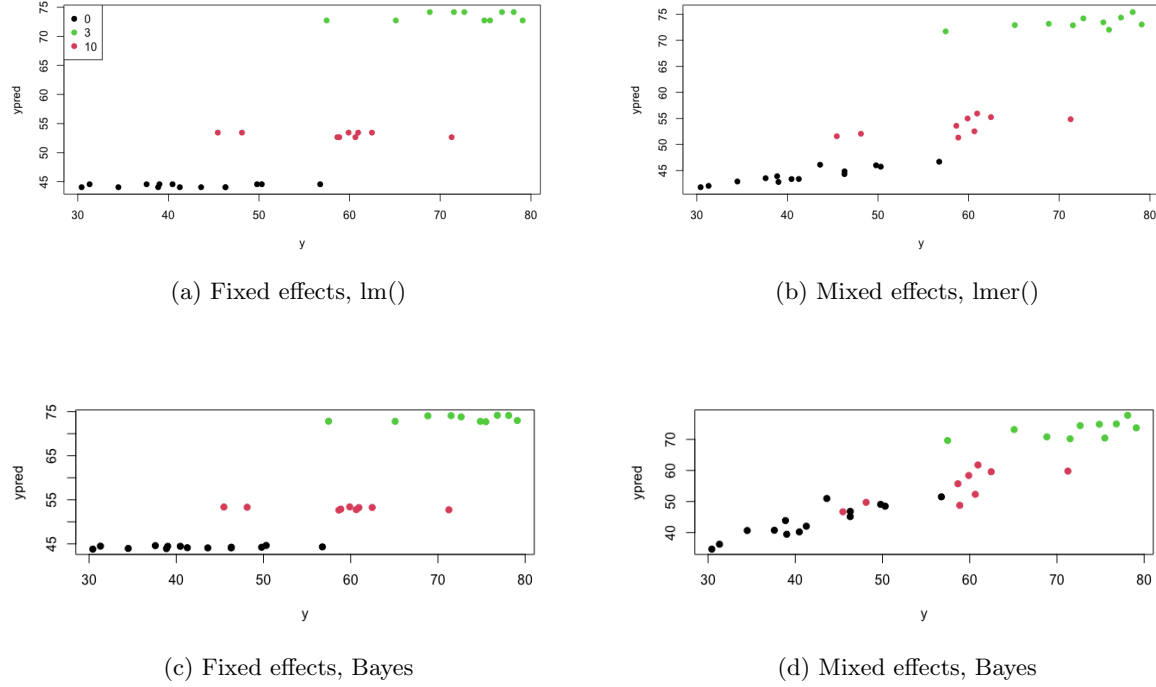 75
70
65
60
55
50
45
ypred
0
3
10
30 40 50 60 70 80
y
(a) Fixed effects, lm()
75
70
65
60
55
50
45
ypred
30 40 50 60 70 80
y
(b) Mixed effects, lmer()
75
65
55
45
ypred
30 40 50 60 70 80
y
(c) Fixed effects, Bayes
70
60
50
40
ypred
30 40 50 60 70 80
y
(d) Mixed effects, Bayes